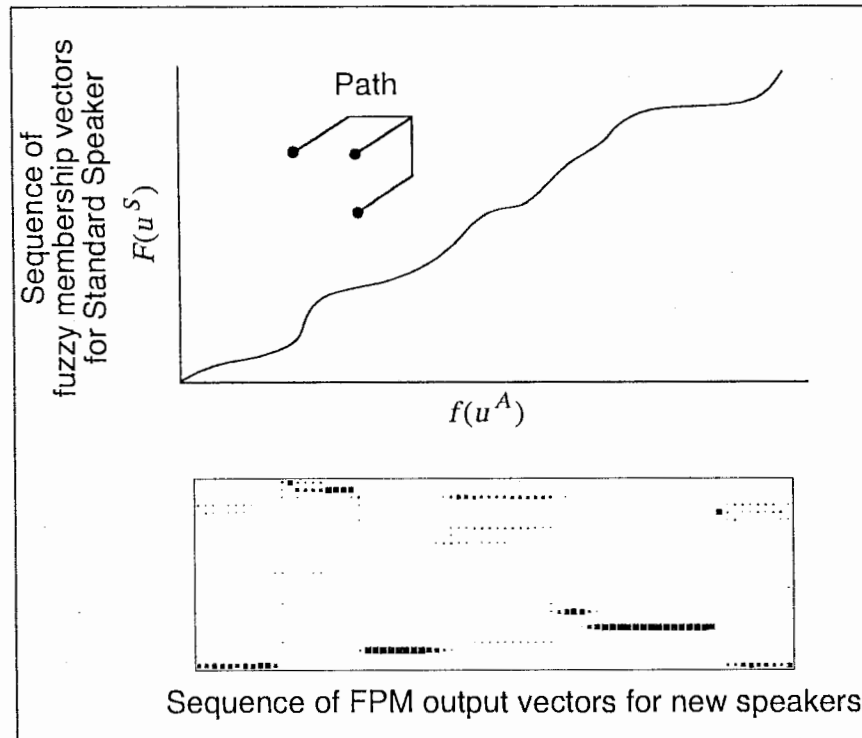 Path
Sequence of
fuzzy membership vectors
for Standard Speaker
F(u^S)
f(u^A)
Sequence of FPM output vectors for new speakers